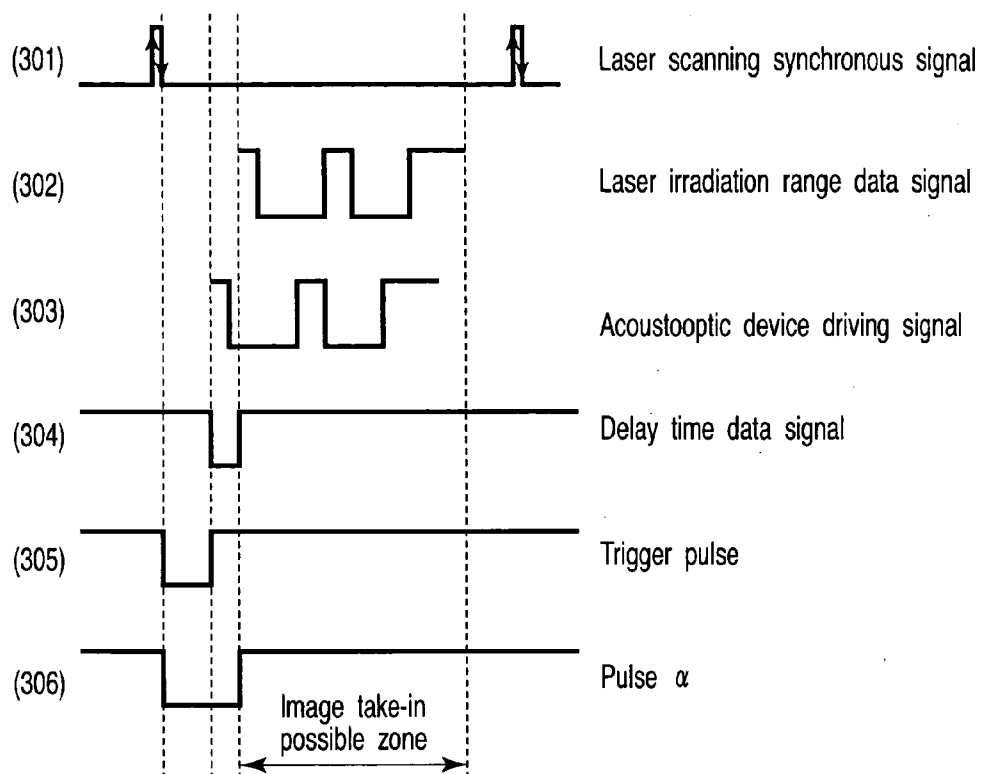 (301) Laser scanning synchronous signal
(302) Laser irradiation range data signal
(303) Acoustooptic device driving signal
(304) Delay time data signal
(305) Trigger pulse
(306) Pulse α
Image take-in
possible zone